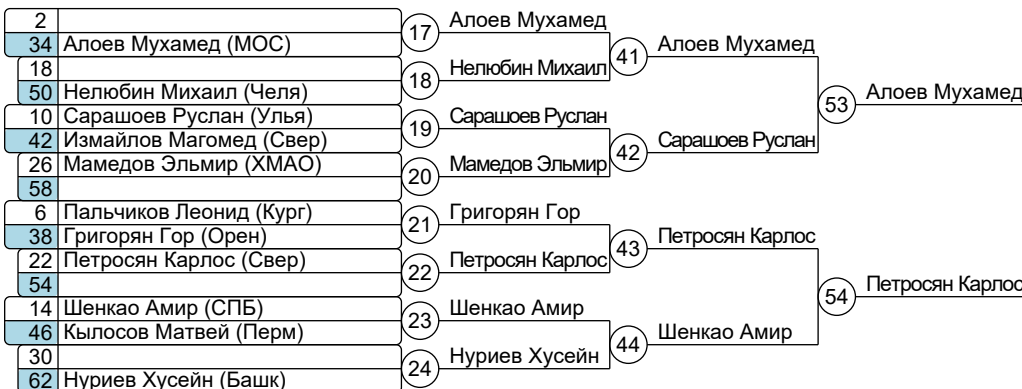 2
34 Алоев Мухамед (МОС)
18
50 Нелюбин Михаил (Челя)
10 Сарашоев Руслан (Улья)
42 Измайлов Магомед (Свер)
26 Мамедов Эльмир (ХМАО)
58
6 Пальчиков Леонид (Кург)
38 Григорян Гор (Орен)
22 Петросян Карлос (Свер)
54
14 Шенкао Амир (СПБ)
46 Кылосов Матвей (Перм)
30
62 Нуриев Хусейн (Башк)
17 Алоев Мухамед
18 Нелюбин Михаил
19 Сарашоев Руслан
20 Мамедов Эльмир
21 Григорян Гор
22 Петросян Карлос
23 Шенкао Амир
24 Нуриев Хусейн
41 Алоев Мухамед
42 Сарашоев Руслан
43 Петросян Карлос
44 Шенкао Амир
53 Алоев Мухамед
54 Петросян Карлос